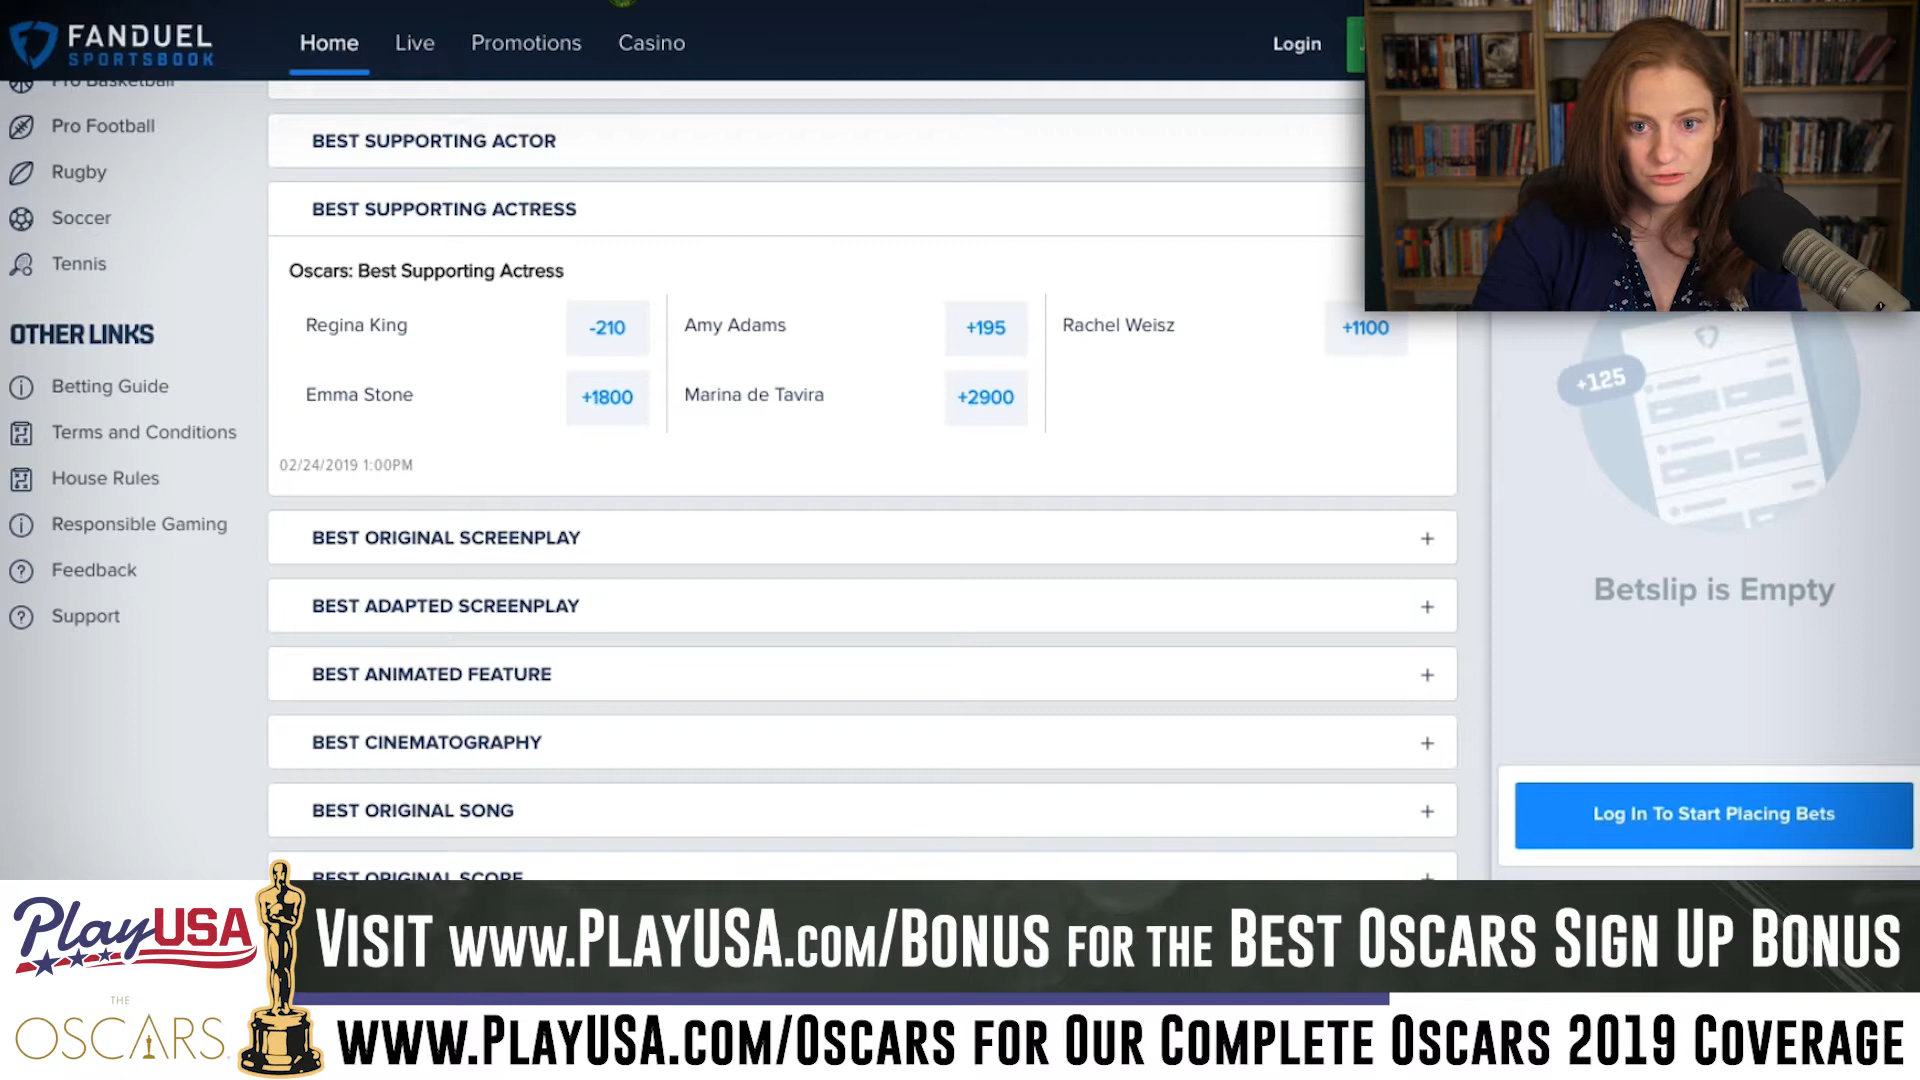 FANDUEL
SPORTSBOOK
Home
Live
Promotions
Casino
Login
Pro Basketball
Pro Football
Rugby
Soccer
Tennis
OTHER LINKS
Betting Guide
Terms and Conditions
House Rules
Responsible Gaming
Feedback
Support
BEST SUPPORTING ACTOR
BEST SUPPORTING ACTRESS
Oscars: Best Supporting Actress
Regina King -210 Amy Adams +195 Rachel Weisz +1100
Emma Stone +1800 Marina de Tavira +2900
02/24/2019 1:00PM
BEST ORIGINAL SCREENPLAY +
BEST ADAPTED SCREENPLAY +
BEST ANIMATED FEATURE +
BEST CINEMATOGRAPHY +
BEST ORIGINAL SONG +
BEST ORIGINAL SCORE +
+125
Betslip is Empty
Log In To Start Placing Bets
PlayUSA
VISIT WWW.PLAYUSA.COM/BONUS FOR THE BEST OSCARS SIGN UP BONUS
THE
OSCARS
WWW.PLAYUSA.COM/OSCARS FOR OUR COMPLETE OSCARS 2019 COVERAGE